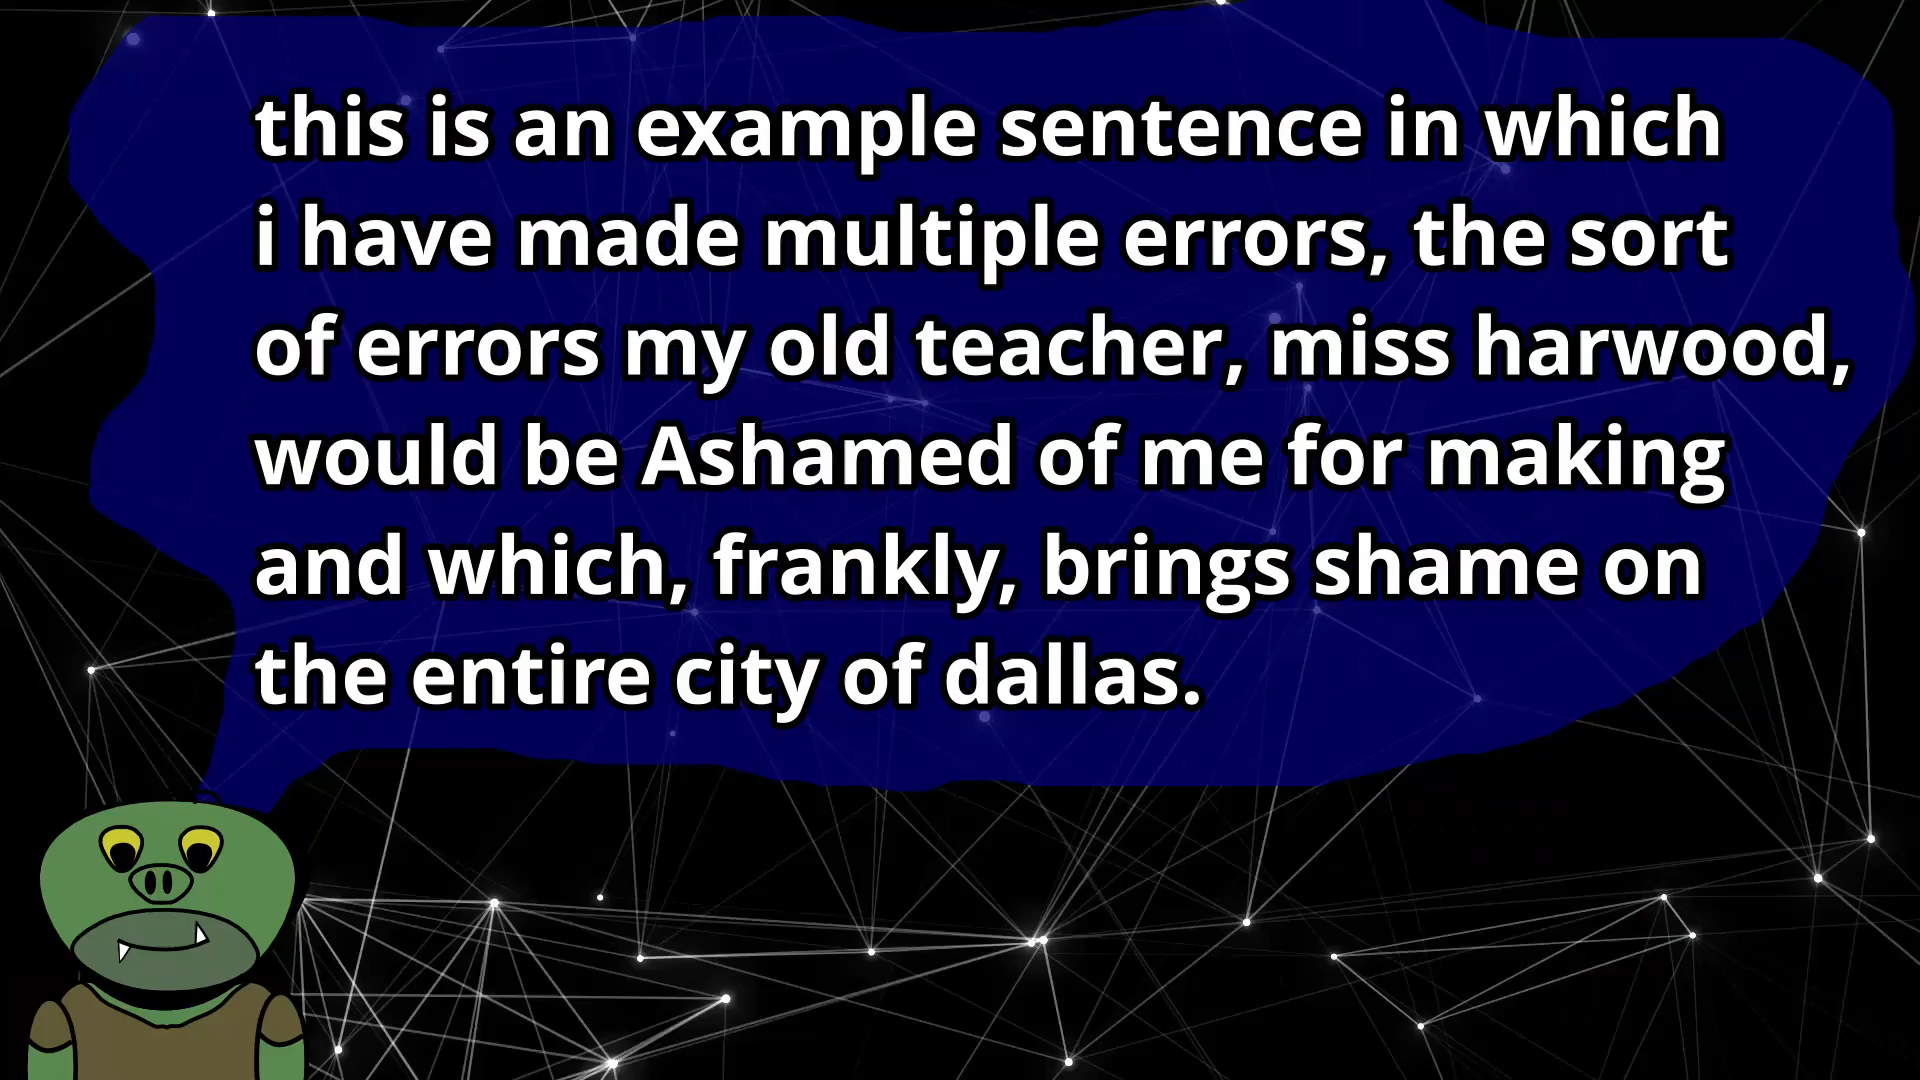 this is an example sentence in which
i have made multiple errors, the sort
of errors my old teacher, miss harwood,
would be Ashamed of me for making
and which, frankly, brings shame on
the entire city of dallas.